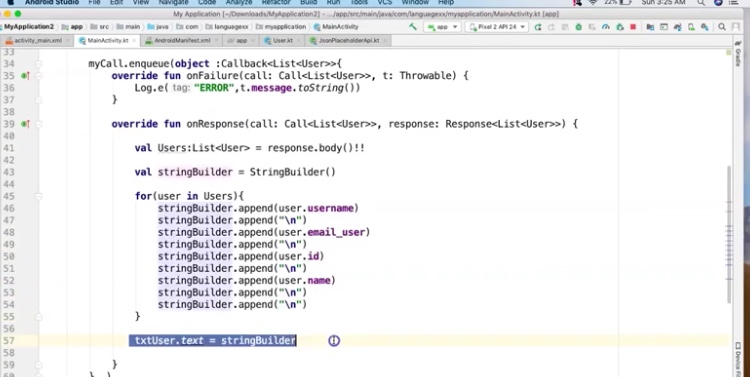 Android Studio File Edit View Navigate Code Analyze Refactor Build Run Tools VCS Window Help 22% Sun 3:25 AM
My Application [~/Downloads/MyApplication2] - .../app/src/main/java/com/languagexx/myapplication/MainActivity.kt [app]
MyApplication2 app src main java com languagexx myapplication MainActivity.kt app Pixel 2 API 24
activity_main.xml MainActivity.kt AndroidManifest.xml app User.kt JsonPlaceholderApi.kt
33
34 myCall.enqueue(object :Callback<List<User>>{
35 override fun onFailure(call: Call<List<User>>, t: Throwable) {
36 Log.e( tag: "ERROR",t.message.toString())
37 }
38
39 override fun onResponse(call: Call<List<User>>, response: Response<List<User>>) {
40
41 val Users:List<User> = response.body()!!
42
43 val stringBuilder = StringBuilder()
44
45 for(user in Users){
46 stringBuilder.append(user.username)
47 stringBuilder.append("\n")
48 stringBuilder.append(user.email_user)
49 stringBuilder.append("\n")
50 stringBuilder.append(user.id)
51 stringBuilder.append("\n")
52 stringBuilder.append(user.name)
53 stringBuilder.append("\n")
54 stringBuilder.append("\n")
55 }
56
57 txtUser.text = stringBuilder
58
59 }
60 })
Gradle
Device File